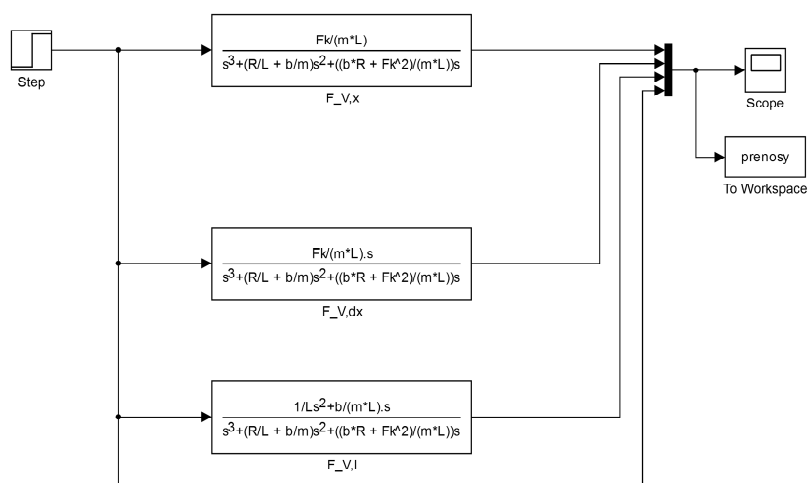 Step
Fk/(m*L)
s^3+(R/L + b/m)s^2+((b*R + Fk^2)/(m*L))s
F_V,x
Scope
prenosy
To Workspace
Fk/(m*L).s
s^3+(R/L + b/m)s^2+((b*R + Fk^2)/(m*L))s
F_V,dx
1/Ls^2+b/(m*L).s
s^3+(R/L + b/m)s^2+((b*R + Fk^2)/(m*L))s
F_V,I